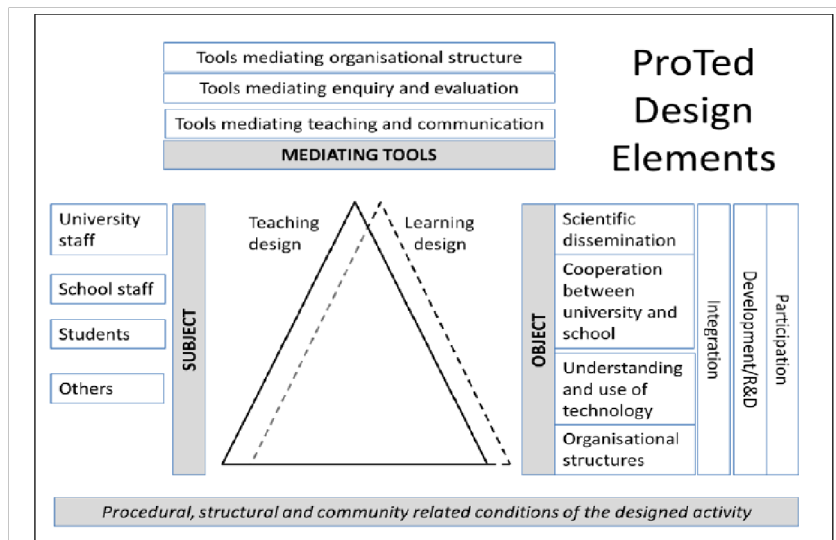 Tools mediating organisational structure
Tools mediating enquiry and evaluation
Tools mediating teaching and communication
MEDIATING TOOLS
ProTed
Design
Elements
University
staff
School staff
Students
Others
SUBJECT
Teaching
design
Learning
design
OBJECT
Scientific
dissemination
Cooperation
between
university and
school
Understanding
and use of
technology
Organisational
structures
Integration
Development/R&D
Participation
Procedural, structural and community related conditions of the designed activity